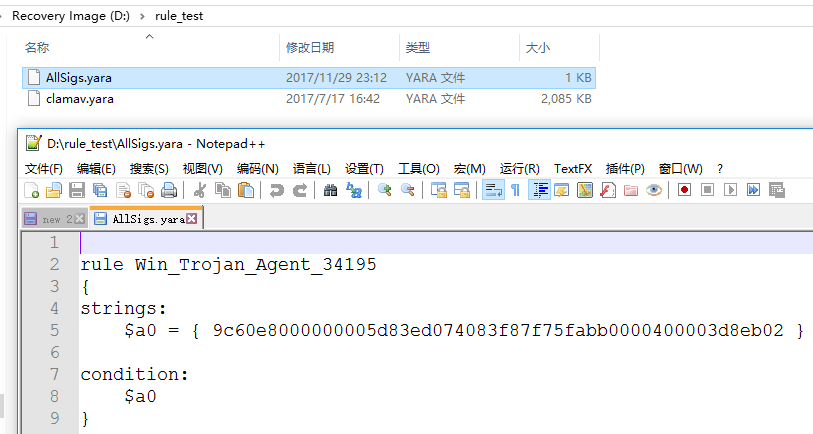 Recovery Image (D:) › rule_test
名称 修改日期 类型 大小
AllSigs.yara 2017/11/29 23:12 YARA 文件 1 KB
clamav.yara 2017/7/17 16:42 YARA 文件 2,085 KB
D:\rule_test\AllSigs.yara - Notepad++
文件(F) 编辑(E) 搜索(S) 视图(V) 编码(N) 语言(L) 设置(T) 工具(O) 宏(M) 运行(R) TextFX 插件(P) 窗口(W) ?
new 2 AllSigs.yara
1
2 rule Win_Trojan_Agent_34195
3 {
4 strings:
5 $a0 = { 9c60e8000000005d83ed074083f87f75fabb0000400003d8eb02 }
6
7 condition:
8 $a0
9 }